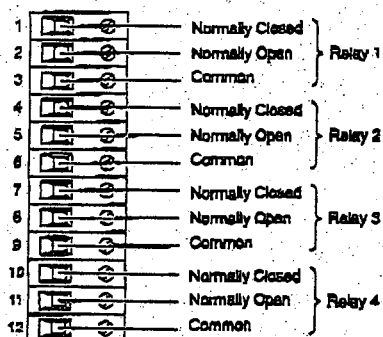 1 Normally Closed
2 Normally Open Relay 1
3 Common
4 Normally Closed
5 Normally Open Relay 2
6 Common
7 Normally Closed
8 Normally Open Relay 3
9 Common
10 Normally Closed
11 Normally Open Relay 4
12 Common